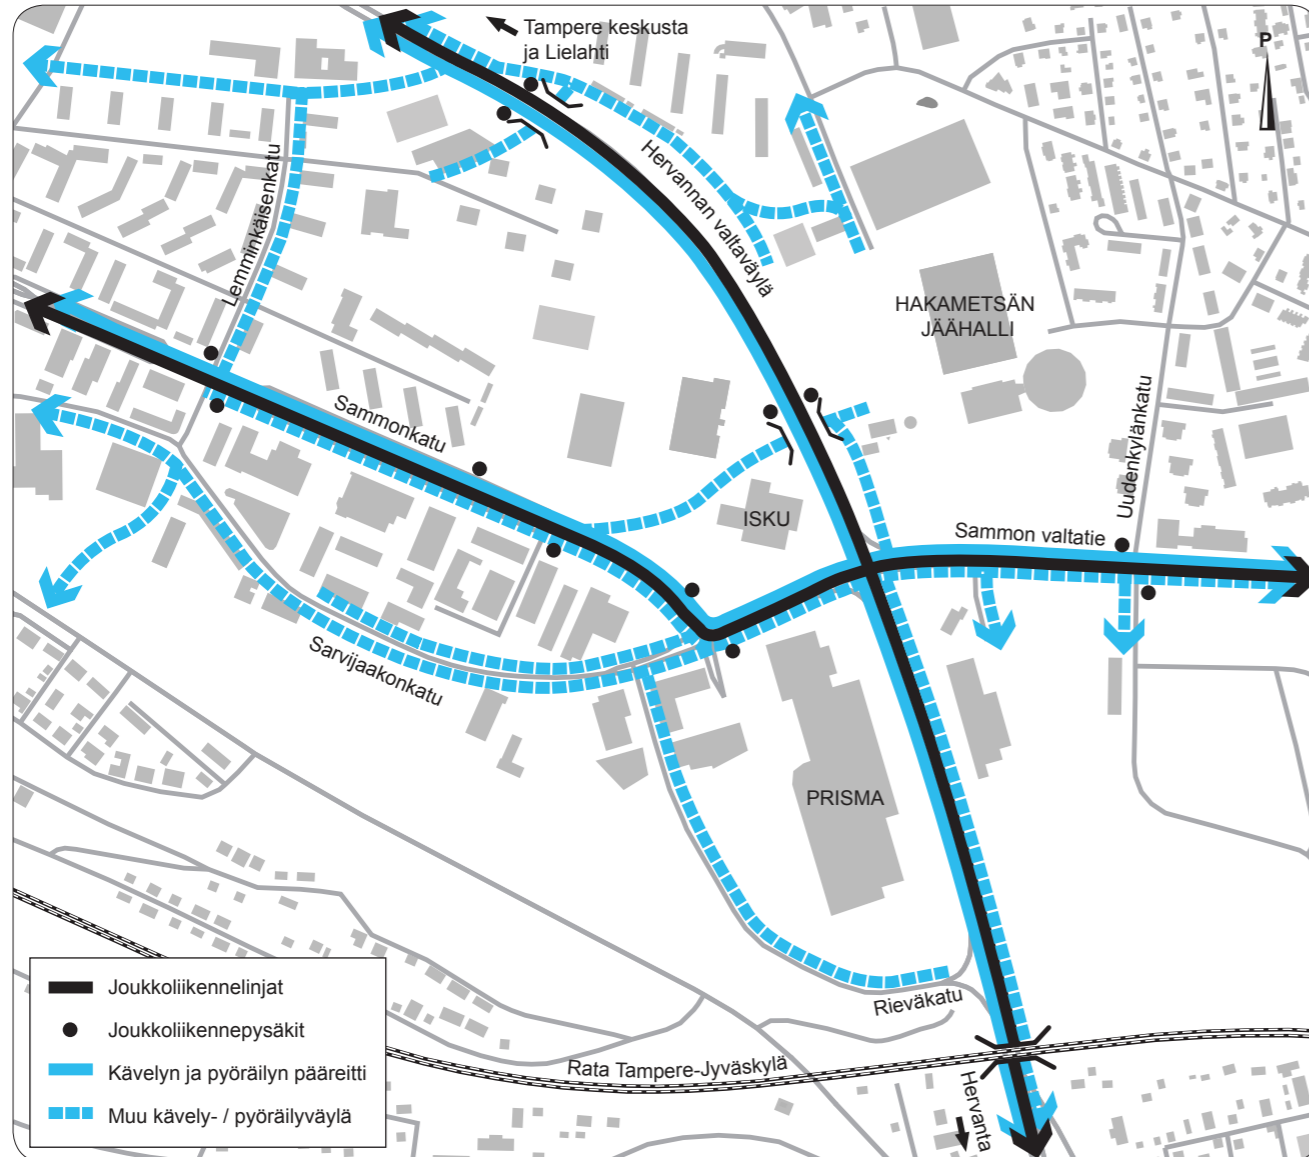 Tampere keskusta
ja Lielahti
P
Hervannan valtaväylä
Lemminkäisenkatu
HAKAMETSÄN
JÄÄHALLI
Sammonkatu
Uudenkylänkatu
ISKU
Sammon valtatie
Sarvijaakonkatu
PRISMA
Rieväkatu
Rata Tampere-Jyväskylä
Hervanta
Joukkoliikennelinjat
Joukkoliikennepysäkit
Kävelyn ja pyöräilyn pääreitti
Muu kävely- / pyöräilyväylä